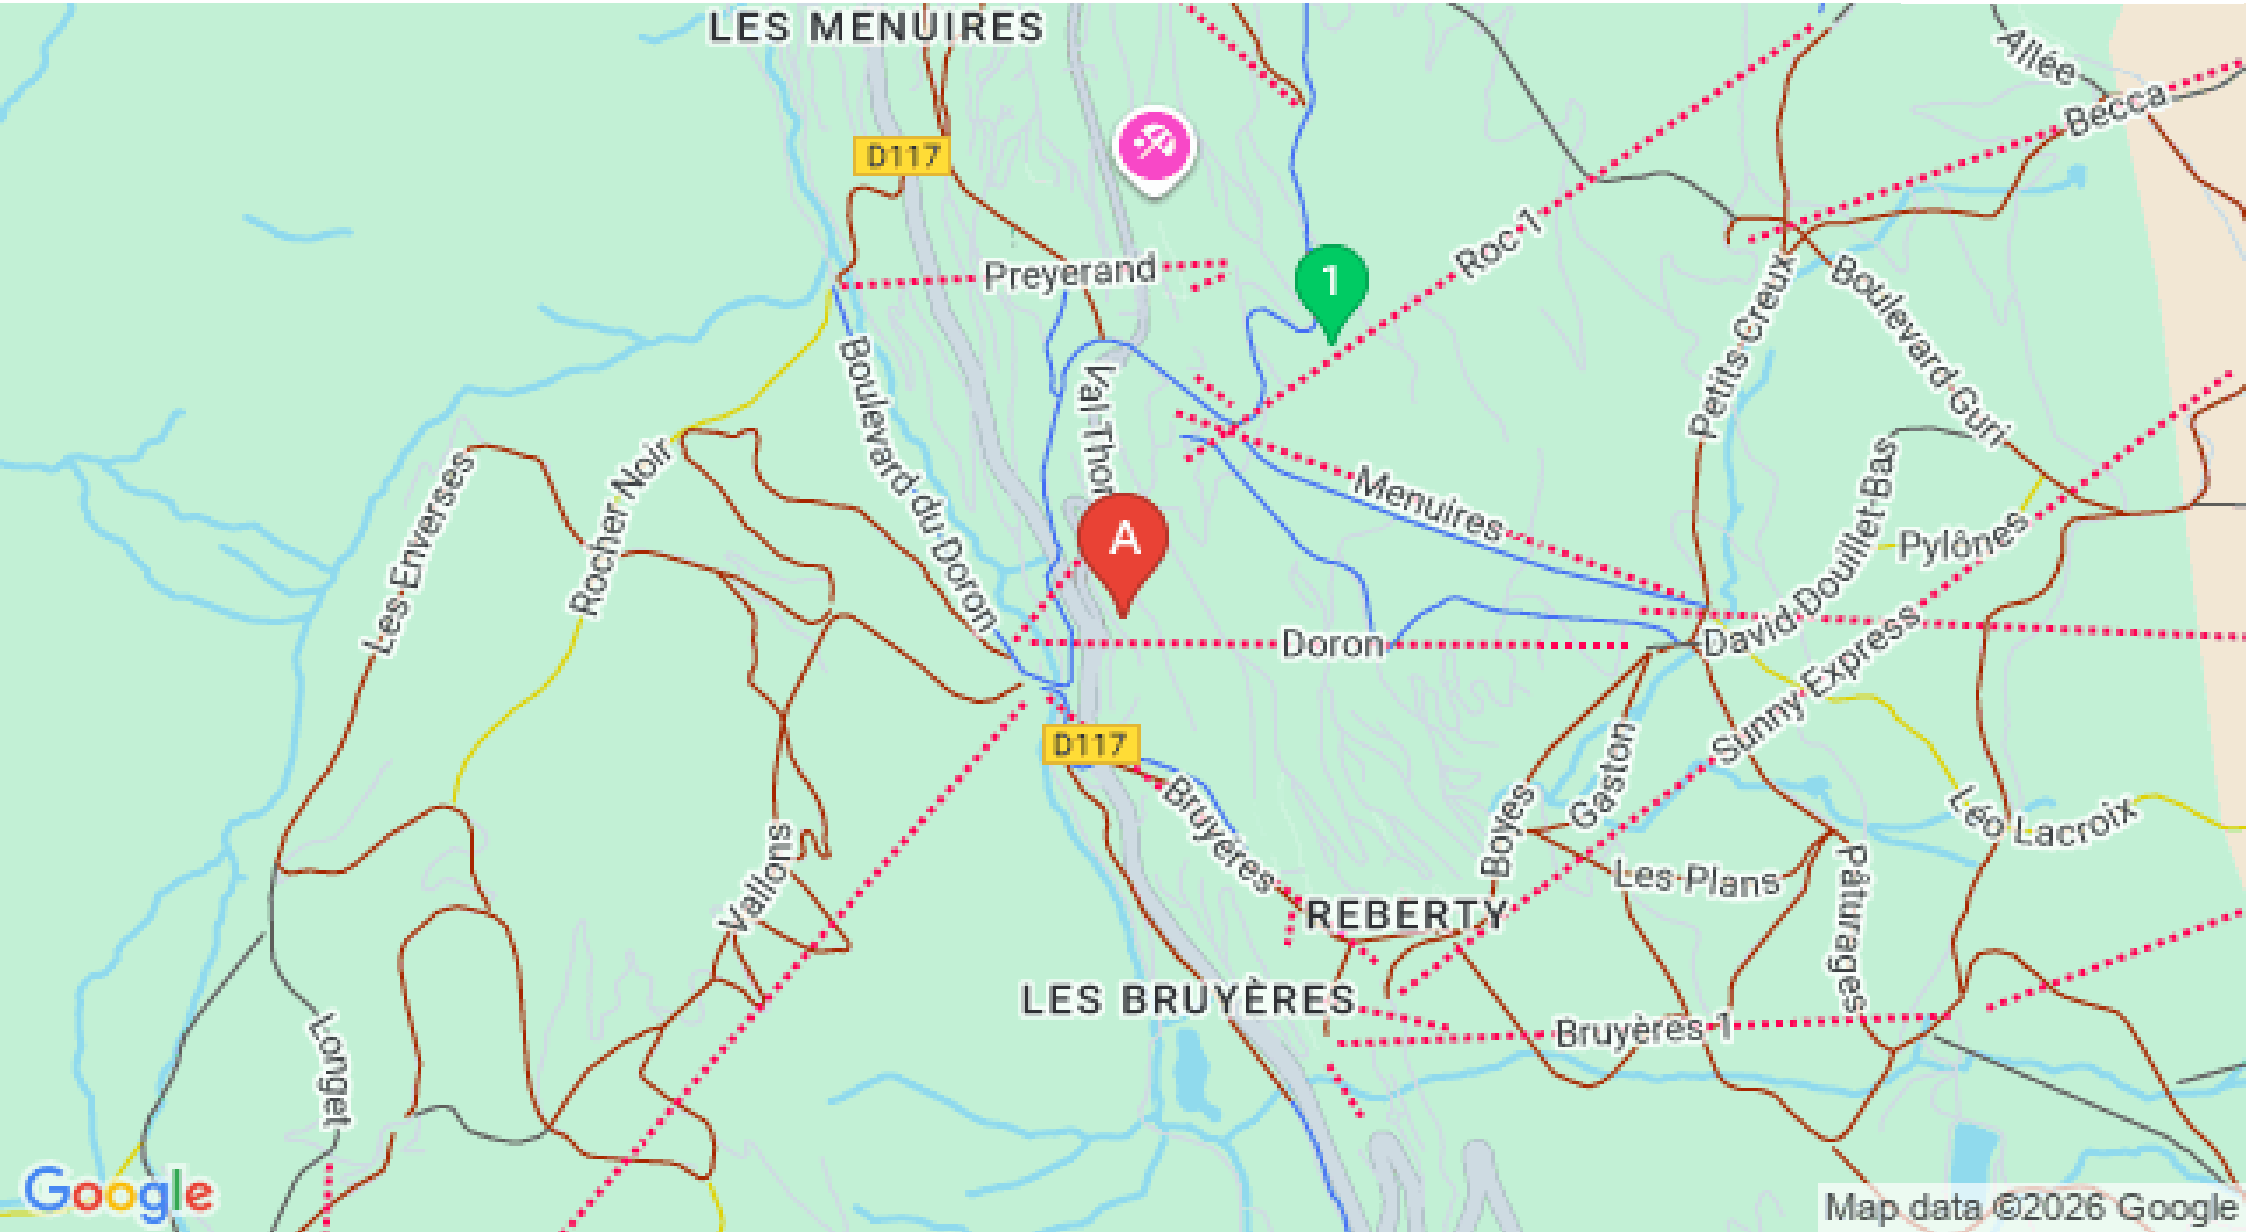 LES MENUIRES
Allée
Becca
D117
Roc 1
Preyerand
Petits Creux
Boulevard Guri
1
Boulevard du Doron
Val Thor
Les Enverses
Rocher Noir
Menuires
David Douillet Bas
Pylônes
A
Doron
Sunny Express
D117
Bruyères
Gaston
Boyes
Léo Lacroix
Les Plans
Vallons
REBERTY
Pâturages
LES BRUYÈRES
Bruyères 1
Longet
Google
Map data ©2026 Google